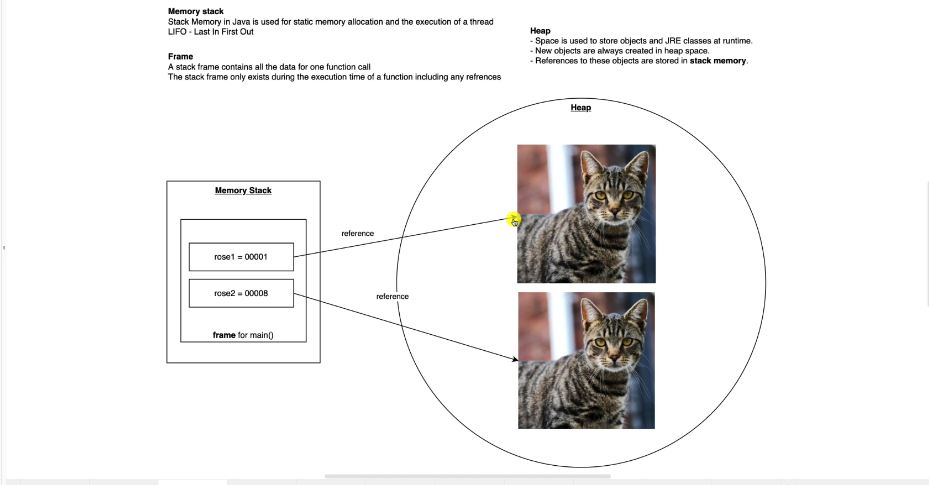 Memory stack
Stack Memory in Java is used for static memory allocation and the execution of a thread
LIFO - Last In First Out
Frame
A stack frame contains all the data for one function call
The stack frame only exists during the execution time of a function including any refrences
Heap
- Space is used to store objects and JRE classes at runtime.
- New objects are always created in heap space.
- References to these objects are stored in stack memory.
Heap
Memory Stack
reference
rose1 = 00001
rose2 = 00008
reference
frame for main()